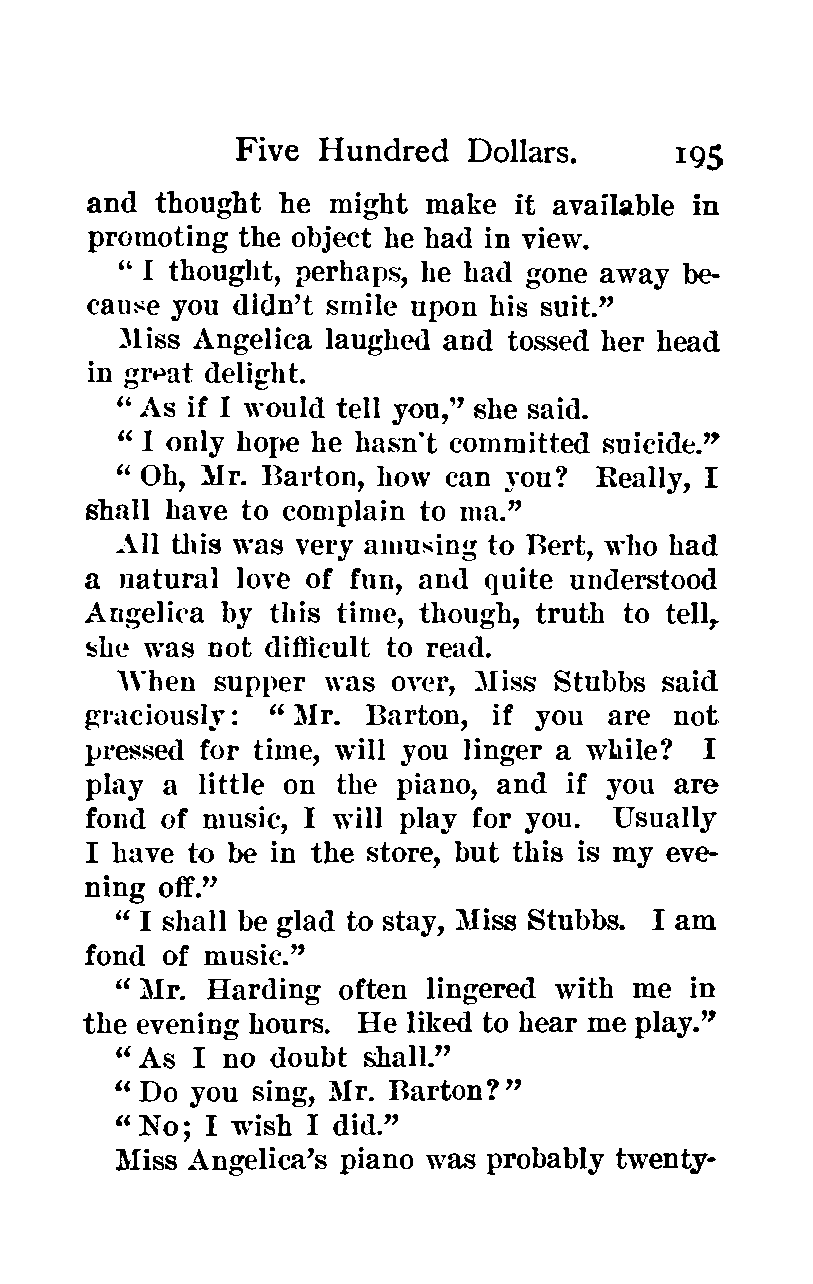 Five Hundred Dollars. 195
and thought he might make it available in
promoting the object he had in view.
“ I thought, perhaps, he had gone away be-
cause you didn’t smile upon his suit.”
Miss Angelica laughed and tossed her head
in great delight.
“ As if I would tell you,” she said.
“ I only hope he hasn't committed suicide.”
“ Oh, Mr. Barton, how can you? Really, I
shall have to complain to ma.”
All this was very amusing to Bert, who had
a natural love of fun, and quite understood
Angelica by this time, though, truth to tell,
she was not difficult to read.
When supper was over, Miss Stubbs said
graciously: “ Mr. Barton, if you are not
pressed for time, will you linger a while? I
play a little on the piano, and if you are
fond of music, I will play for you. Usually
I have to be in the store, but this is my eve-
ning off.”
“ I shall be glad to stay, Miss Stubbs. I am
fond of music.”
“ Mr. Harding often lingered with me in
the evening hours. He liked to hear me play.”
“ As I no doubt shall.”
“ Do you sing, Mr. Barton?”
“ No; I wish I did.”
Miss Angelica’s piano was probably twenty-